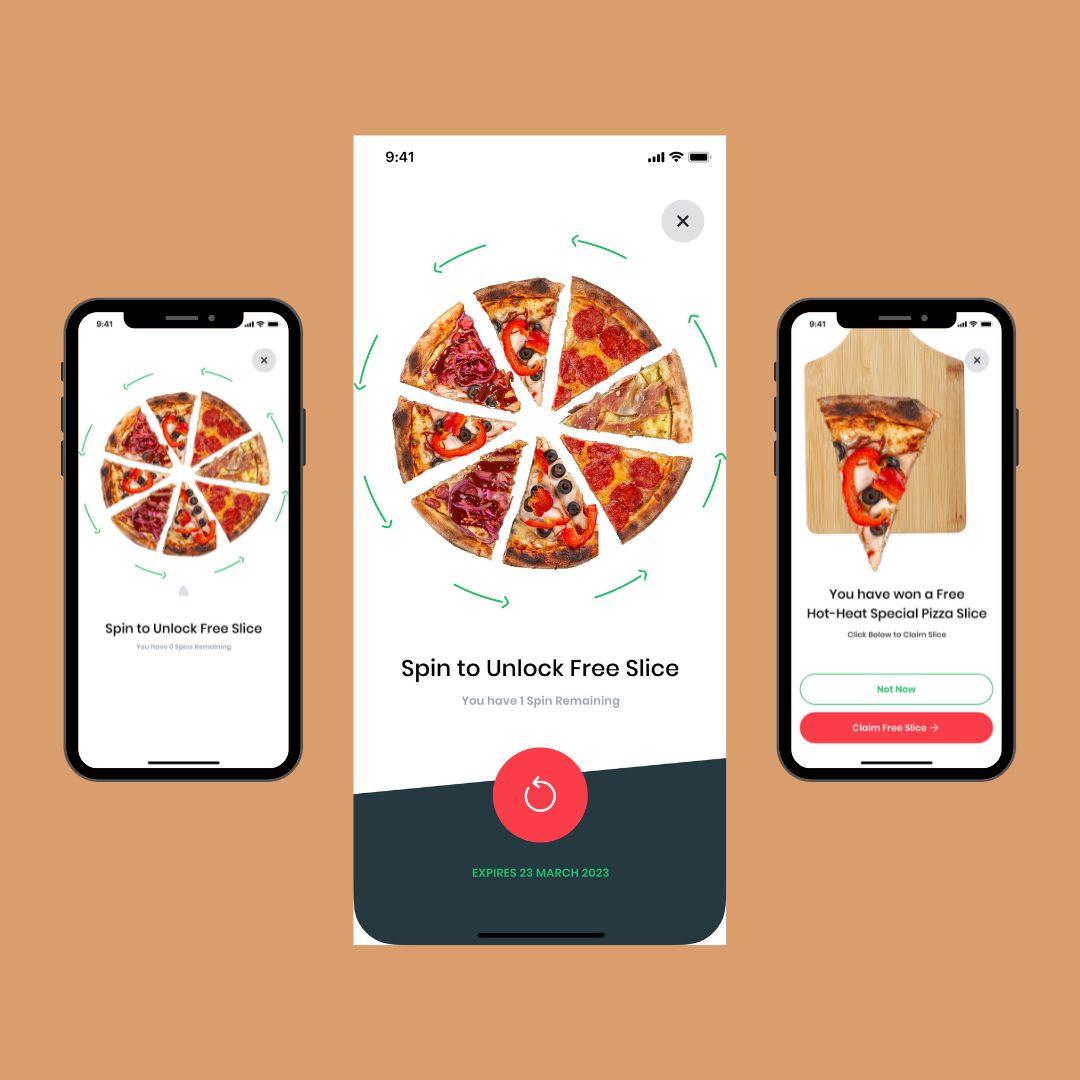 9:41
Spin to Unlock Free Slice
You have 0 Spins Remaining
9:41
Spin to Unlock Free Slice
You have 1 Spin Remaining
EXPIRES 23 MARCH 2023
9:41
You have won a Free
Hot-Heat Special Pizza Slice
Click Below to Claim Slice
Not Now
Claim Free Slice →